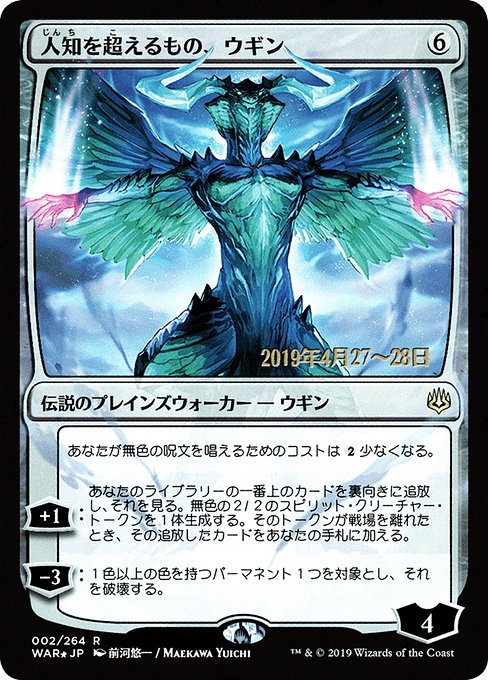 人知を超えるもの、ウギン
じんち こ
6
2019年4月27〜28日
伝説のプレインズウォーカー ― ウギン
あなたが無色の呪文を唱えるためのコストは 2 少なくなる。
+1
:
あなたのライブラリーの一番上のカードを裏向きに追放
し、それを見る。無色の2/2のスピリット・クリーチャー・
トークンを1体生成する。そのトークンが戦場を離れた
とき、その追放したカードをあなたの手札に加える。
-3
:
1色以上の色を持つパーマネント1つを対象とし、それ
を破壊する。
4
002/264 R
WAR★JP 前河悠一 / MAEKAWA YUICHI
™ & © 2019 Wizards of the Coast